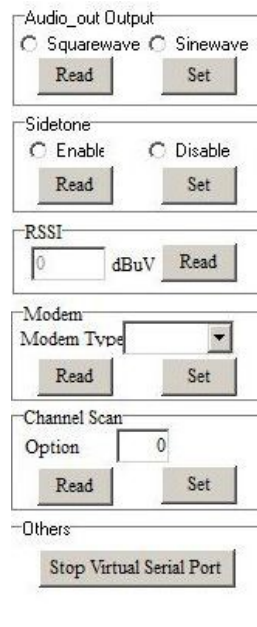 Audio_out Output
Squarewave Sinewave
Read Set
Sidetone
Enable Disable
Read Set
RSSI
0 dBuV Read
Modem
Modem Type
Read Set
Channel Scan
Option 0
Read Set
Others
Stop Virtual Serial Port